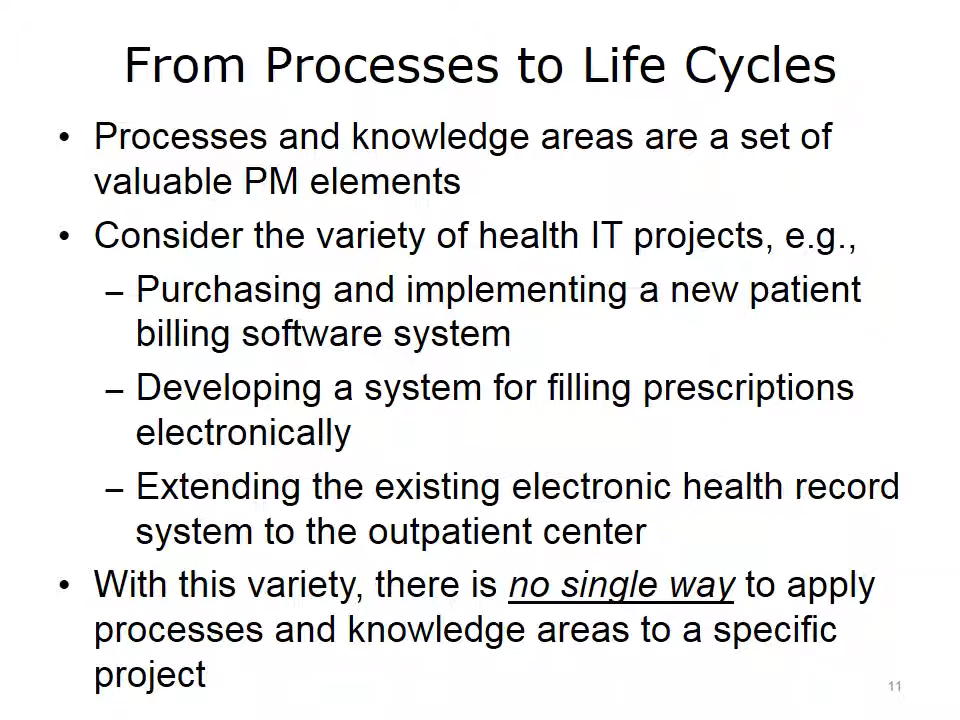 From Processes to Life Cycles
• Processes and knowledge areas are a set of
valuable PM elements
• Consider the variety of health IT projects, e.g.,
– Purchasing and implementing a new patient
billing software system
– Developing a system for filling prescriptions
electronically
– Extending the existing electronic health record
system to the outpatient center
• With this variety, there is no single way to apply
processes and knowledge areas to a specific
project
11